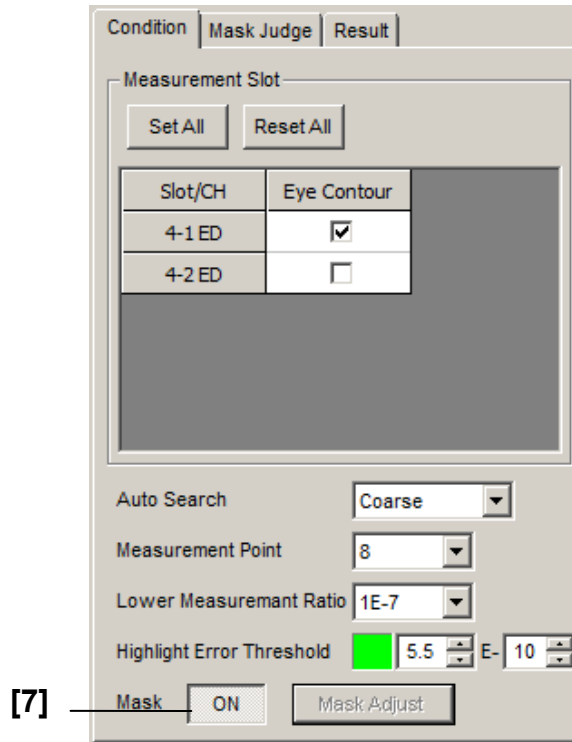 Condition Mask Judge Result
Measurement Slot
Set All Reset All
Slot/CH Eye Contour
4-1 ED
4-2 ED
Auto Search Coarse
Measurement Point 8
Lower Measuremant Ratio 1E-7
Highlight Error Threshold 5.5 E- 10
[7] Mask ON Mask Adjust